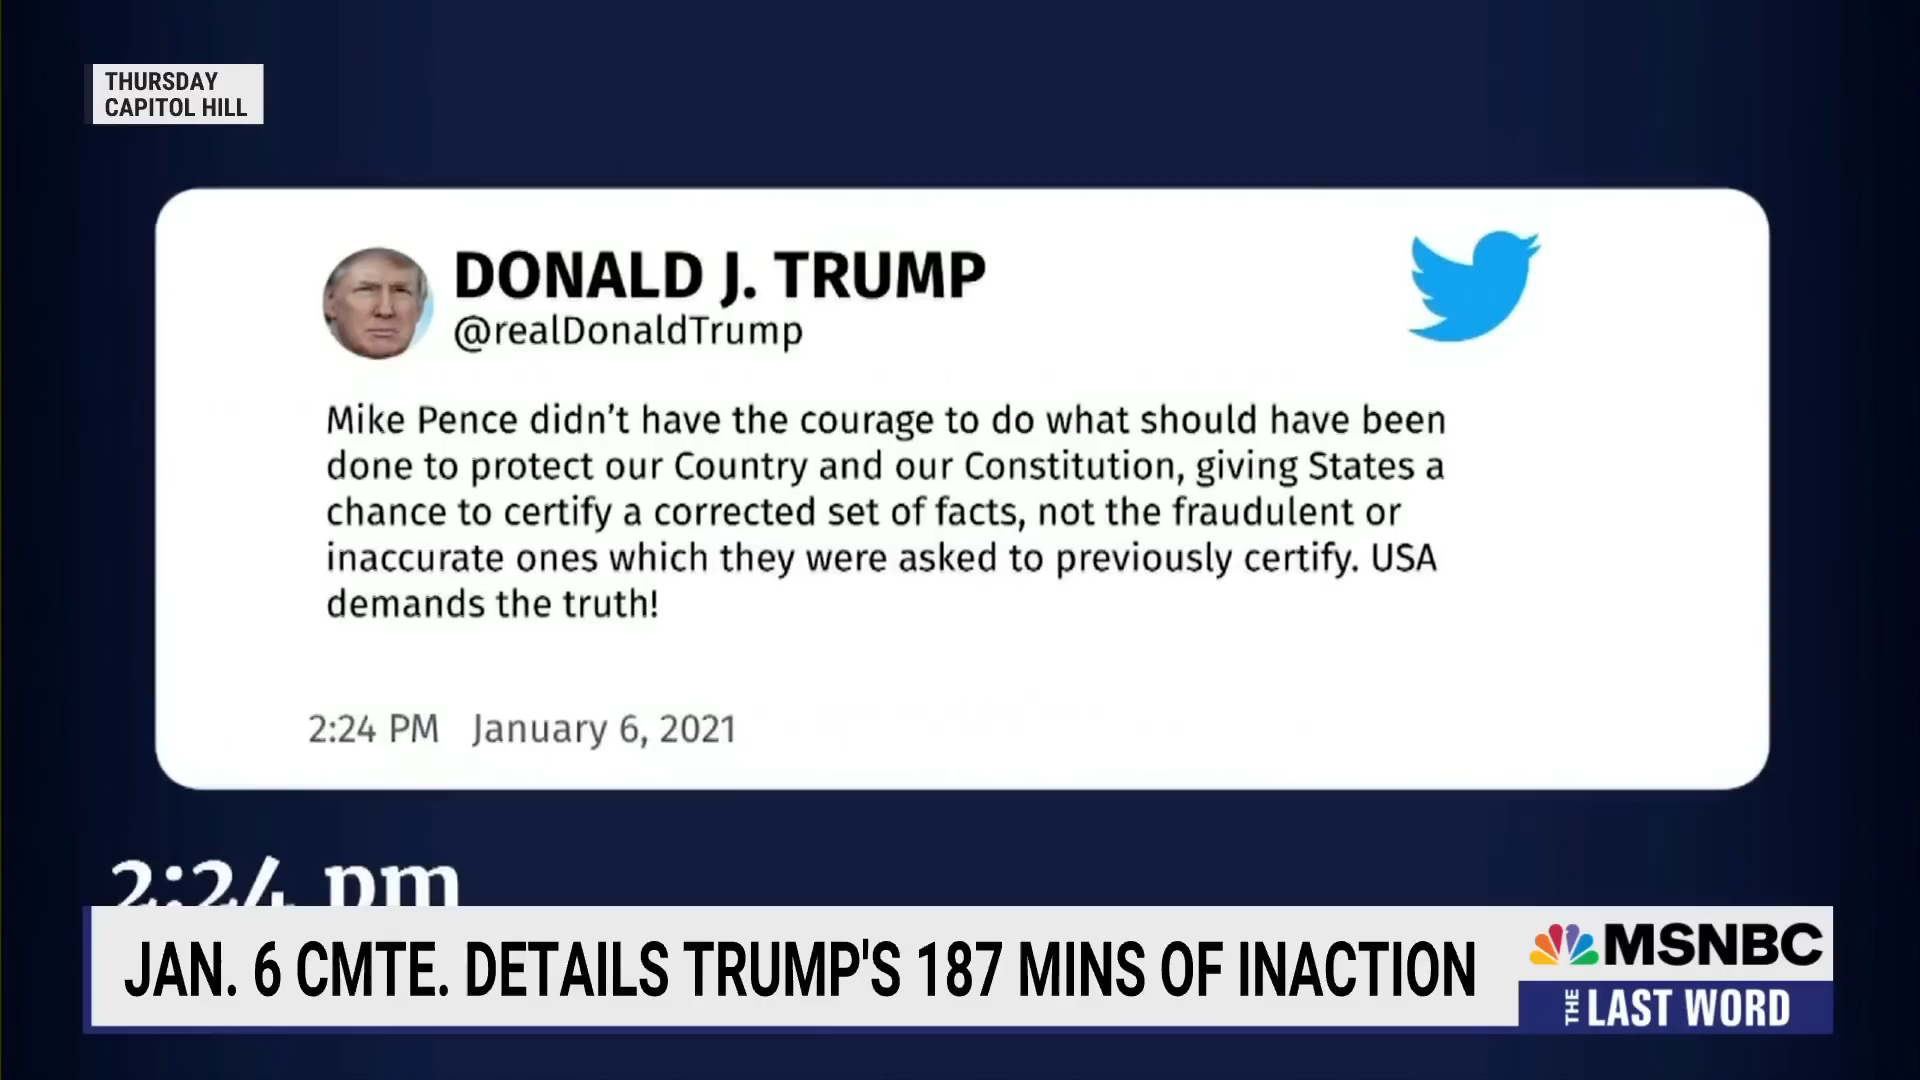 THURSDAY
CAPITOL HILL
DONALD J. TRUMP
@realDonaldTrump
Mike Pence didn’t have the courage to do what should have been
done to protect our Country and our Constitution, giving States a
chance to certify a corrected set of facts, not the fraudulent or
inaccurate ones which they were asked to previously certify. USA
demands the truth!
2:24 PM January 6, 2021
2:24 pm
JAN. 6 CMTE. DETAILS TRUMP'S 187 MINS OF INACTION
MSNBC
THE LAST WORD